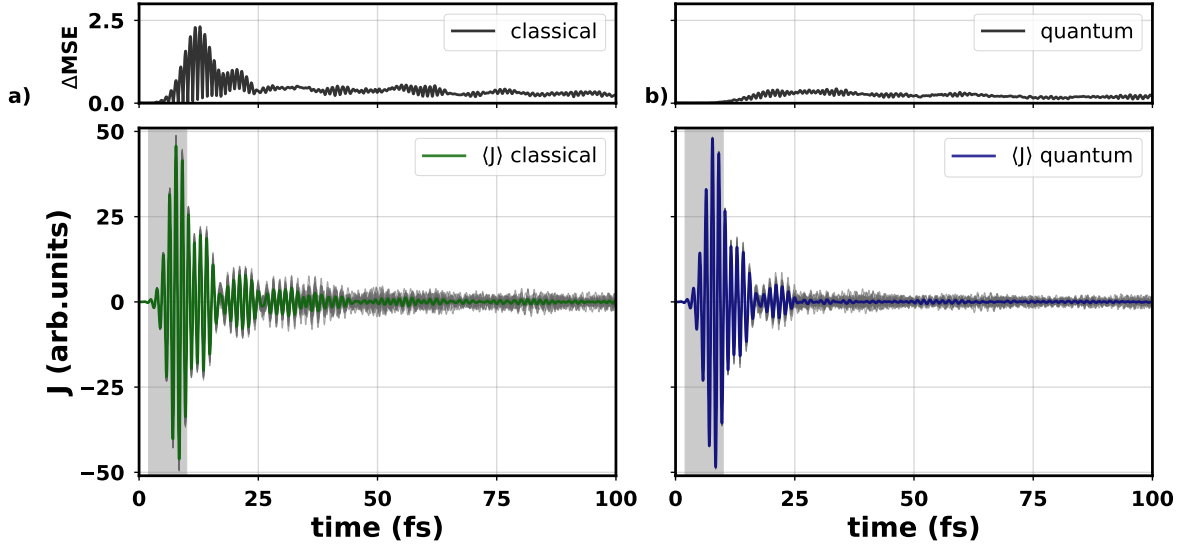 a)
ΔMSE
2.5
0.0
classical
b)
quantum
J (arb.units)
50
25
0
−25
−50
⟨J⟩ classical
⟨J⟩ quantum
0 25 50 75 100
0 25 50 75 100
time (fs)
time (fs)